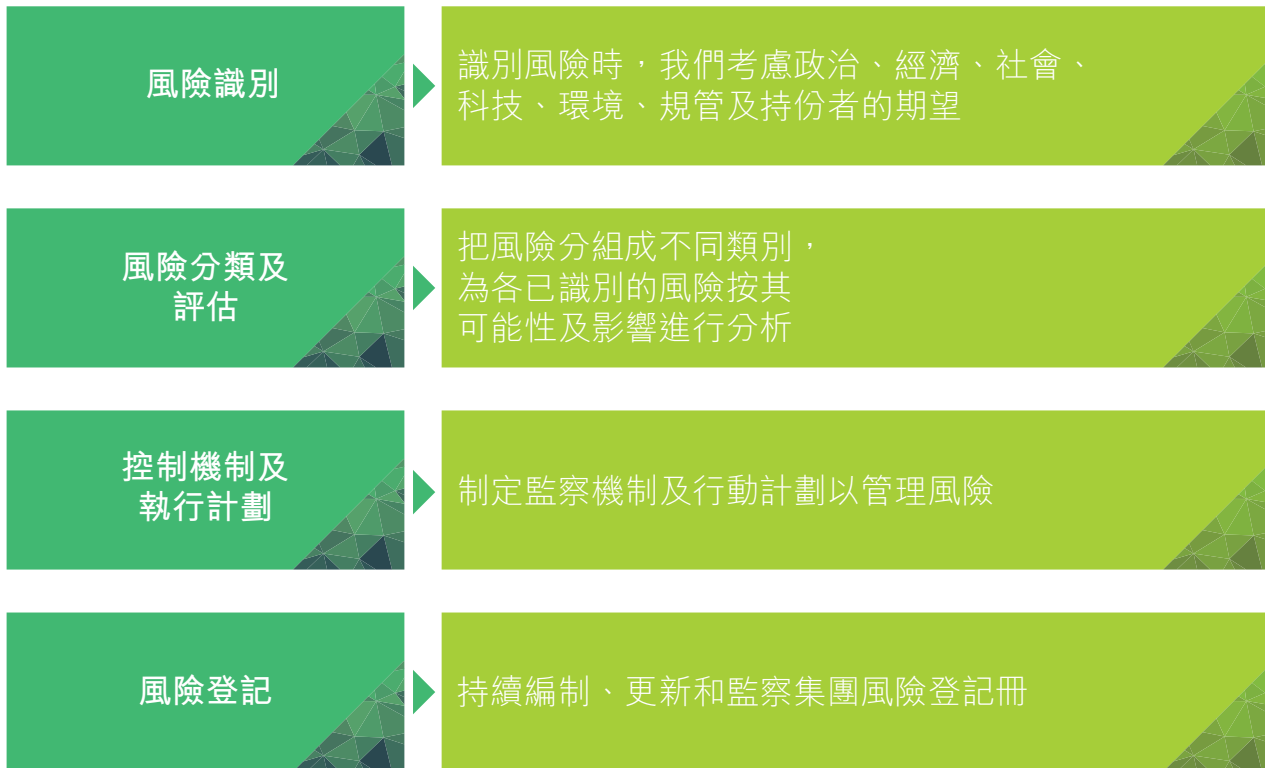 風險識別
識別風險時，我們考慮政治、經濟、社會、
科技、環境、規管及持份者的期望
風險分類及
評估
把風險分組成不同類別，
為各已識別的風險按其
可能性及影響進行分析
控制機制及
執行計劃
制定監察機制及行動計劃以管理風險
風險登記
持續編制、更新和監察集團風險登記冊